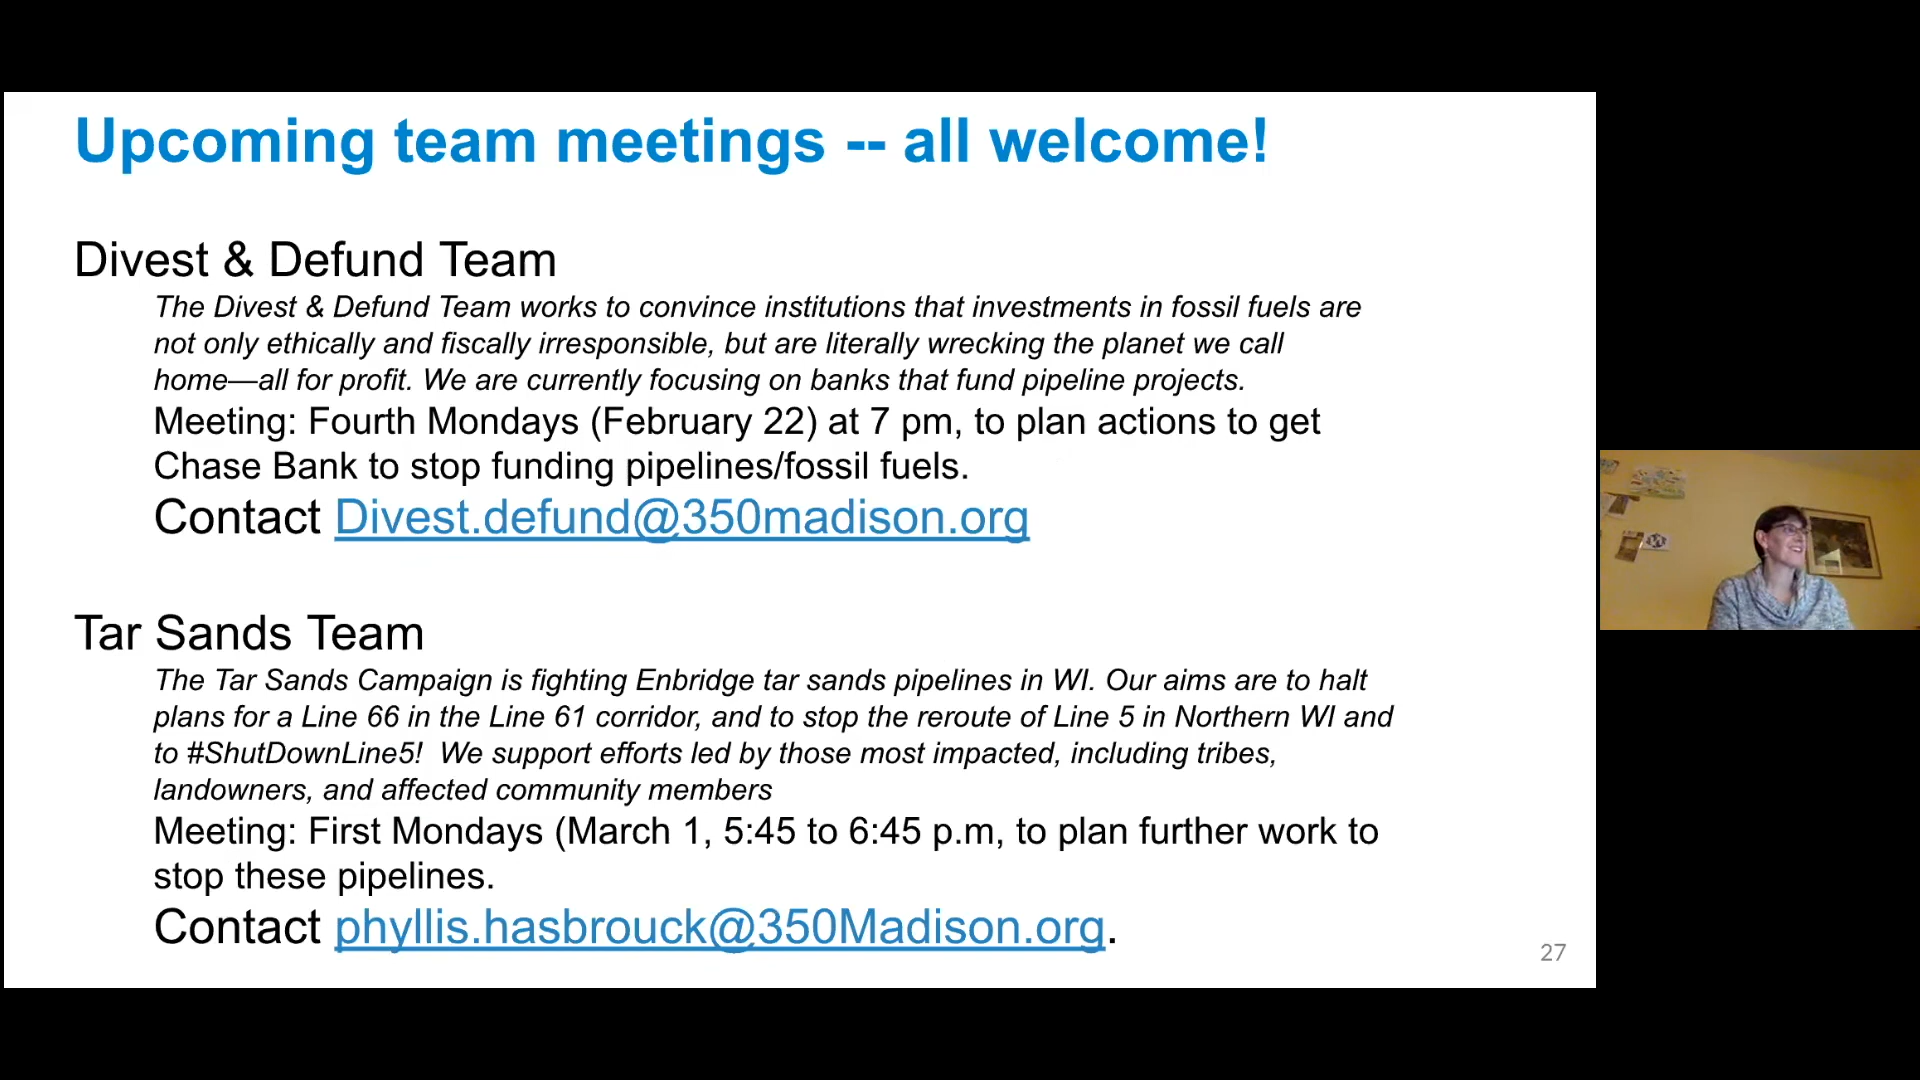 Upcoming team meetings -- all welcome!
Divest & Defund Team
The Divest & Defund Team works to convince institutions that investments in fossil fuels are
not only ethically and fiscally irresponsible, but are literally wrecking the planet we call
home—all for profit. We are currently focusing on banks that fund pipeline projects.
Meeting: Fourth Mondays (February 22) at 7 pm, to plan actions to get
Chase Bank to stop funding pipelines/fossil fuels.
Contact Divest.defund@350madison.org
Tar Sands Team
The Tar Sands Campaign is fighting Enbridge tar sands pipelines in WI. Our aims are to halt
plans for a Line 66 in the Line 61 corridor, and to stop the reroute of Line 5 in Northern WI and
to #ShutDownLine5!  We support efforts led by those most impacted, including tribes,
landowners, and affected community members
Meeting: First Mondays (March 1, 5:45 to 6:45 p.m, to plan further work to
stop these pipelines.
Contact phyllis.hasbrouck@350Madison.org.
27